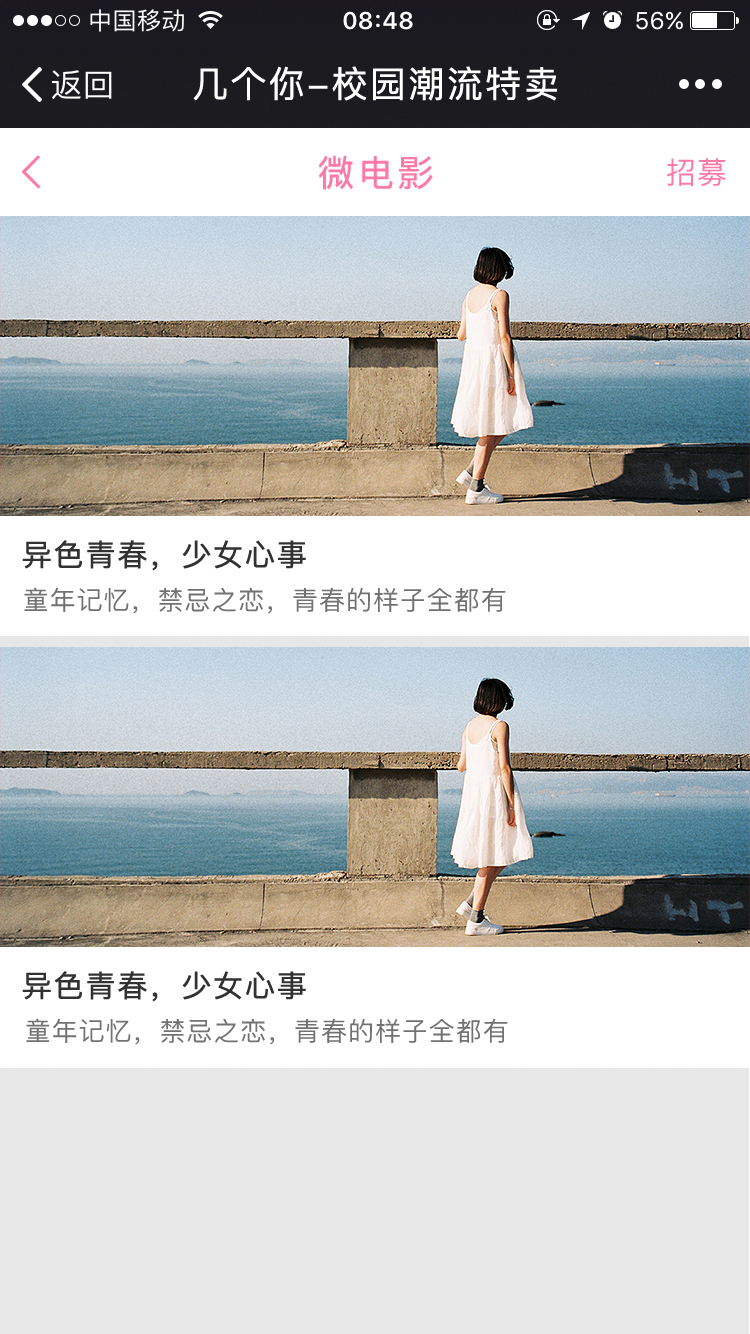 中国移动 08:48 56%
返回 几个你-校园潮流特卖
微电影 招募
异色青春，少女心事
童年记忆，禁忌之恋，青春的样子全都有
异色青春，少女心事
童年记忆，禁忌之恋，青春的样子全都有